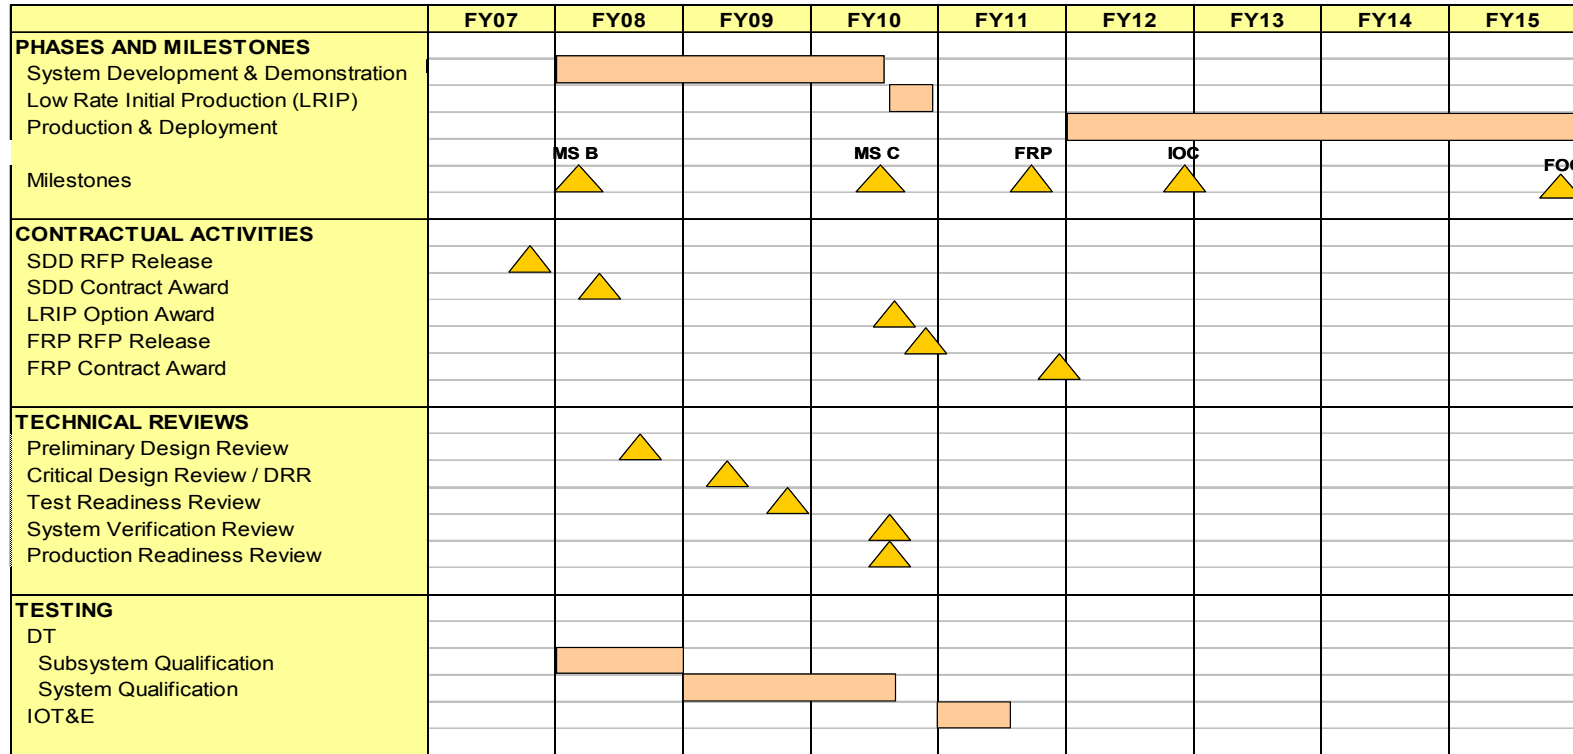 FY07 FY08 FY09 FY10 FY11 FY12 FY13 FY14 FY15
PHASES AND MILESTONES
System Development & Demonstration
Low Rate Initial Production (LRIP)
Production & Deployment
MS B MS C FRP IOC FOC
Milestones
CONTRACTUAL ACTIVITIES
SDD RFP Release
SDD Contract Award
LRIP Option Award
FRP RFP Release
FRP Contract Award
TECHNICAL REVIEWS
Preliminary Design Review
Critical Design Review / DRR
Test Readiness Review
System Verification Review
Production Readiness Review
TESTING
DT
Subsystem Qualification
System Qualification
IOT&E